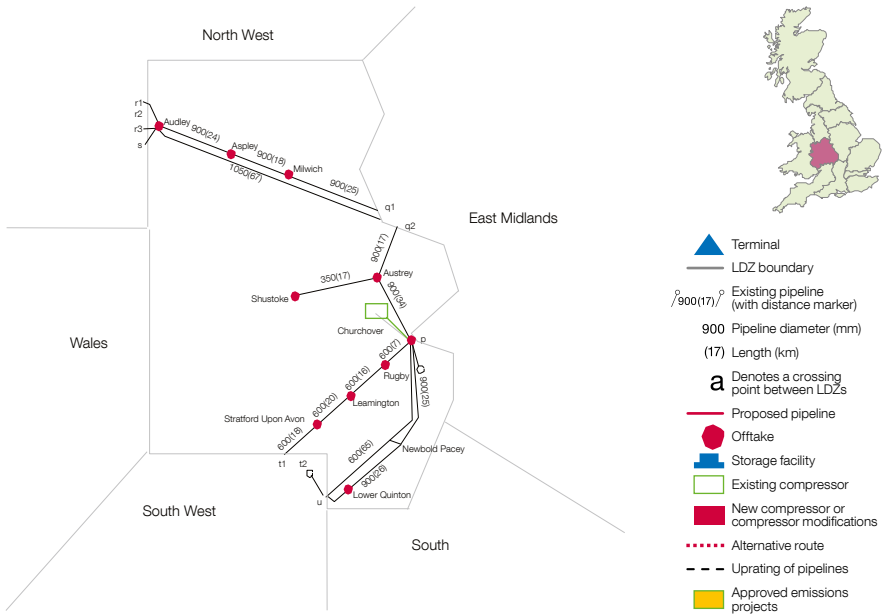 North West
r1
r2
r3
s
Audley
900(24)
Aspley
900(18)
Milwich
900(25)
1050(67)
q1
q2
East Midlands
900(17)
Austrey
350(17)
Shustoke
900(34)
Churchover
p
Wales
600(7)
Rugby
900(25)
600(16)
Leamington
600(20)
Stratford Upon Avon
600(18)
Newbold Pacey
600(65)
900(26)
t1
t2
Lower Quinton
u
South West
South
Terminal
LDZ boundary
900(17)
Existing pipeline
(with distance marker)
900
Pipeline diameter (mm)
(17)
Length (km)
a
Denotes a crossing
point between LDZs
Proposed pipeline
Offtake
Storage facility
Existing compressor
New compressor or
compressor modifications
Alternative route
Uprating of pipelines
Approved emissions
projects